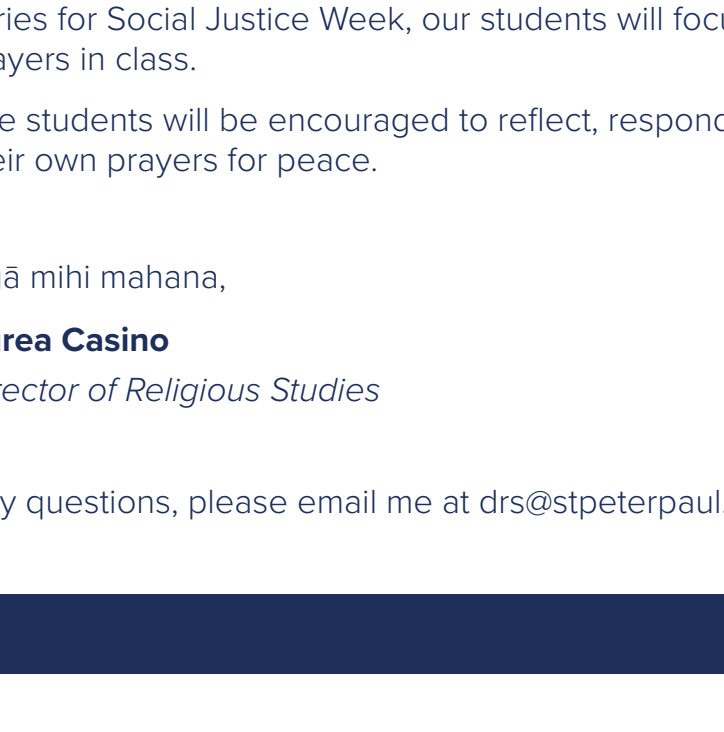 ries for Social Justice Week, our students will focu
ayers in class.
e students will be encouraged to reflect, respond
eir own prayers for peace.
gā mihi mahana,
rea Casino
rector of Religious Studies
y questions, please email me at drs@stpeterpaul.